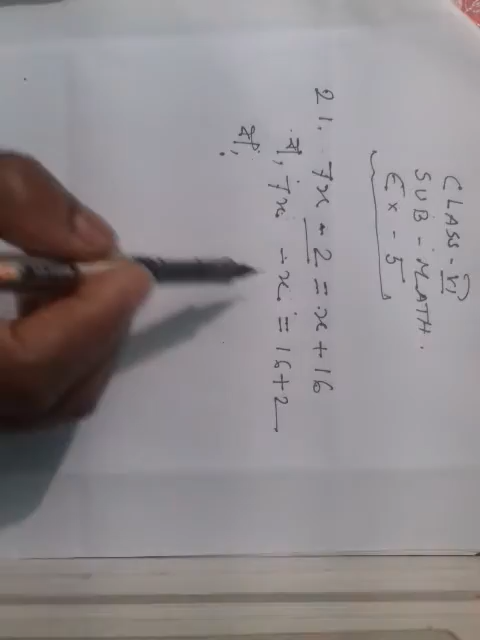 CLASS-VI
SUB-MATH.
Ex-5
21. 7x - 2 = x + 16
বা, 7x - x = 16+2
বা,